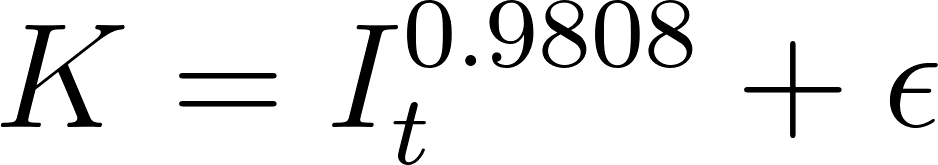 K = I_t^{0.9808} + ϵ